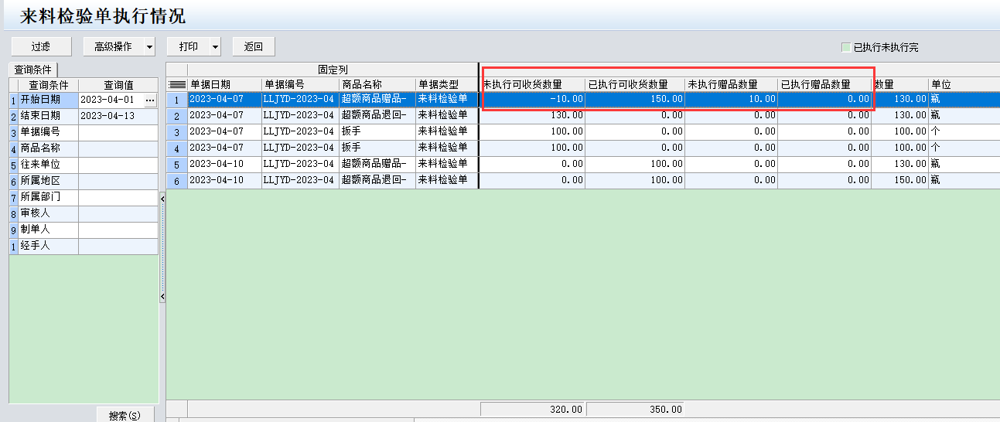 来料检验单执行情况
过滤 高级操作 打印 返回 已执行未执行完
查询条件
查询条件 查询值
1 开始日期 2023-04-01 ...
2 结束日期 2023-04-13
3 单据编号
4 商品名称
5 往来单位
6 所属地区
7 所属部门
8 审核人
9 制单人
1 经手人
搜索(S)
固定列
单据日期 单据编号 商品名称 单据类型 未执行可收货数量 已执行可收货数量 未执行赠品数量 已执行赠品数量 数量 单位
1 2023-04-07 LLJYD-2023-04 超额商品赠品- 来料检验单 -10.00 150.00 10.00 0.00 130.00 瓶
2 2023-04-07 LLJYD-2023-04 超额商品退回- 来料检验单 130.00 0.00 0.00 0.00 130.00 瓶
3 2023-04-07 LLJYD-2023-04 扳手 来料检验单 100.00 0.00 0.00 0.00 100.00 个
4 2023-04-07 LLJYD-2023-04 扳手 来料检验单 100.00 0.00 0.00 0.00 100.00 个
5 2023-04-10 LLJYD-2023-04 超额商品赠品- 来料检验单 0.00 100.00 0.00 0.00 130.00 瓶
6 2023-04-10 LLJYD-2023-04 超额商品退回- 来料检验单 0.00 100.00 0.00 0.00 150.00 瓶
320.00 350.00